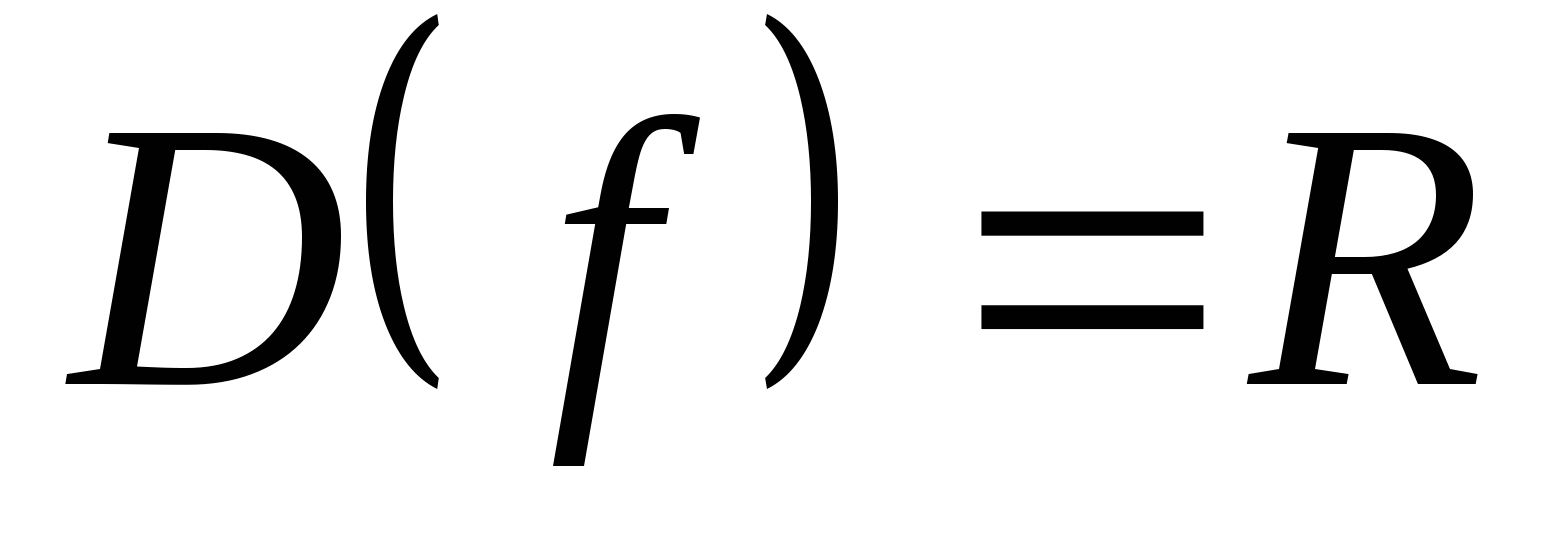 D( f ) = R